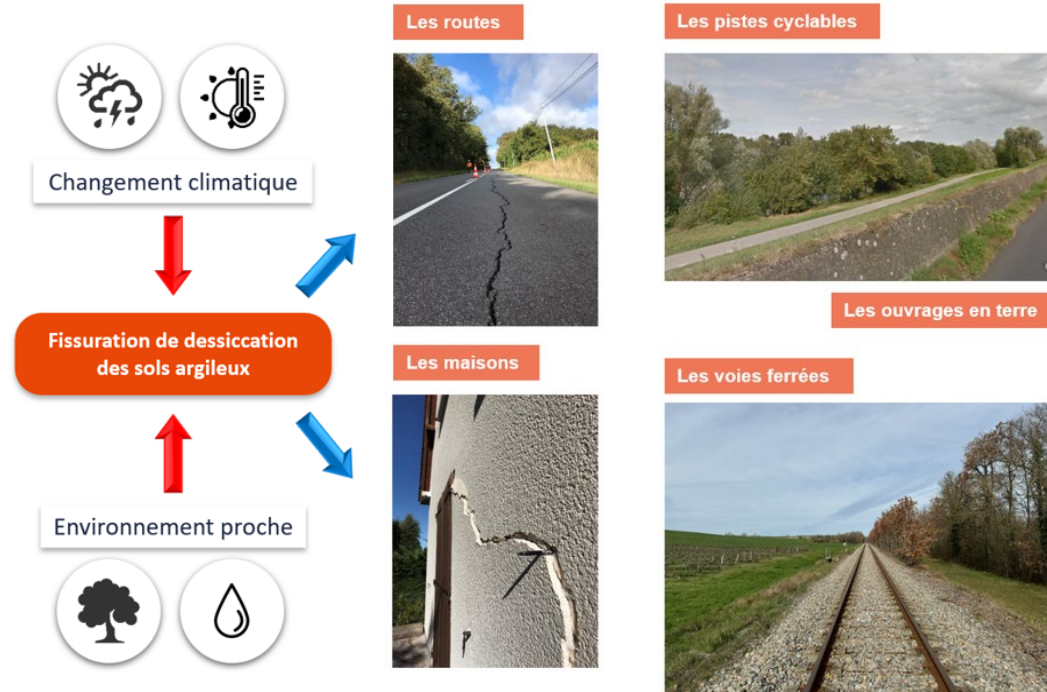 Changement climatique
Fissuration de dessiccation
des sols argileux
Environnement proche
Les routes
Les maisons
Les pistes cyclables
Les ouvrages en terre
Les voies ferrées